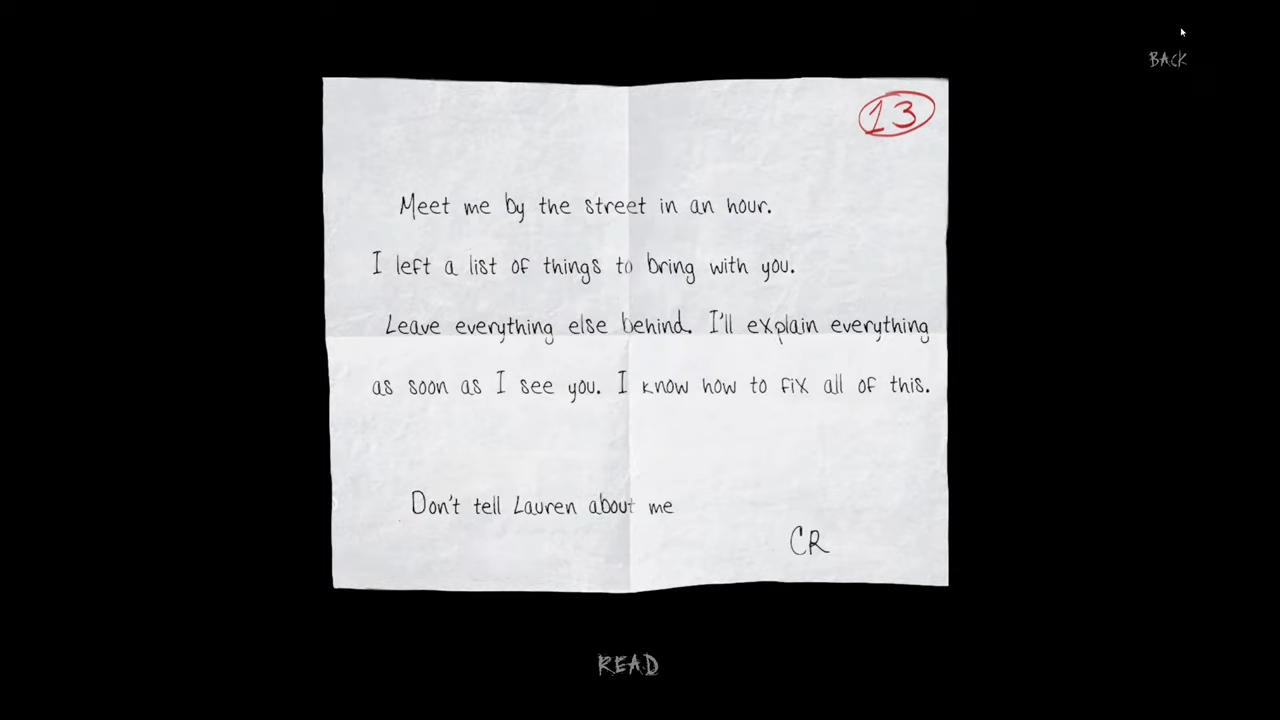 BACK
13
Meet me by the street in an hour.
I left a list of things to bring with you.
Leave everything else behind. I'll explain everything
as soon as I see you. I know how to fix all of this.
Don't tell Lauren about me
CR
READ